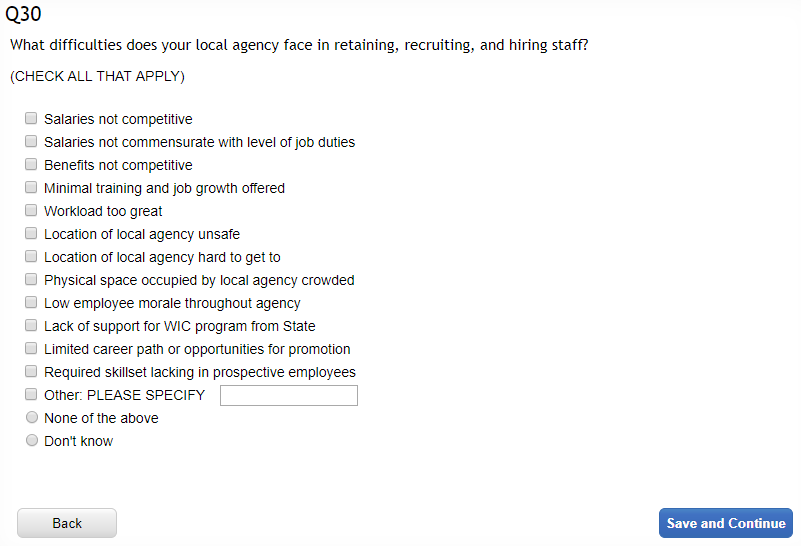 Q30
What difficulties does your local agency face in retaining, recruiting, and hiring staff?
(CHECK ALL THAT APPLY)
Salaries not competitive
Salaries not commensurate with level of job duties
Benefits not competitive
Minimal training and job growth offered
Workload too great
Location of local agency unsafe
Location of local agency hard to get to
Physical space occupied by local agency crowded
Low employee morale throughout agency
Lack of support for WIC program from State
Limited career path or opportunities for promotion
Required skillset lacking in prospective employees
Other: PLEASE SPECIFY
None of the above
Don't know
Back Save and Continue